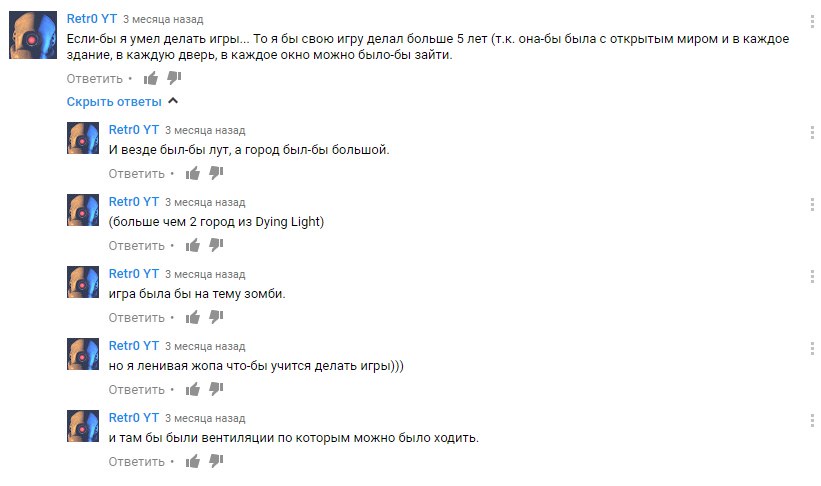 Retr0 YT 3 месяца назад
Если-бы я умел делать игры... То я бы свою игру делал больше 5 лет (т.к. она-бы была с открытым миром и в каждое
здание, в каждую дверь, в каждое окно можно было-бы зайти.
Ответить •
Скрыть ответы
Retr0 YT 3 месяца назад
И везде был-бы лут, а город был-бы большой.
Ответить •
Retr0 YT 3 месяца назад
(больше чем 2 город из Dying Light)
Ответить •
Retr0 YT 3 месяца назад
игра была бы на тему зомби.
Ответить •
Retr0 YT 3 месяца назад
но я ленивая жопа что-бы учится делать игры)))
Ответить •
Retr0 YT 3 месяца назад
и там бы были вентиляции по которым можно было ходить.
Ответить •